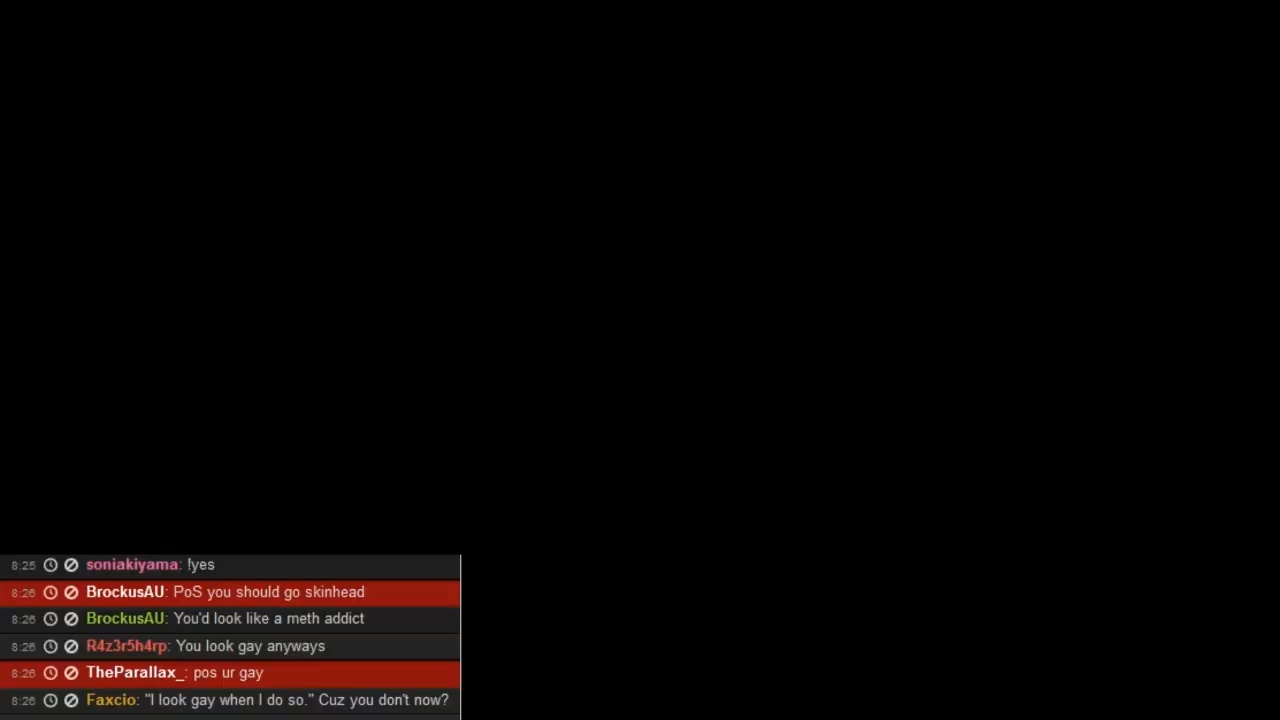 8:25 soniakiyama: !yes
8:26 BrockusAU: PoS you should go skinhead
8:26 BrockusAU: You'd look like a meth addict
8:26 R4z3r5h4rp: You look gay anyways
8:26 TheParallax_: pos ur gay
8:26 Faxcio: "I look gay when I do so." Cuz you don't now?